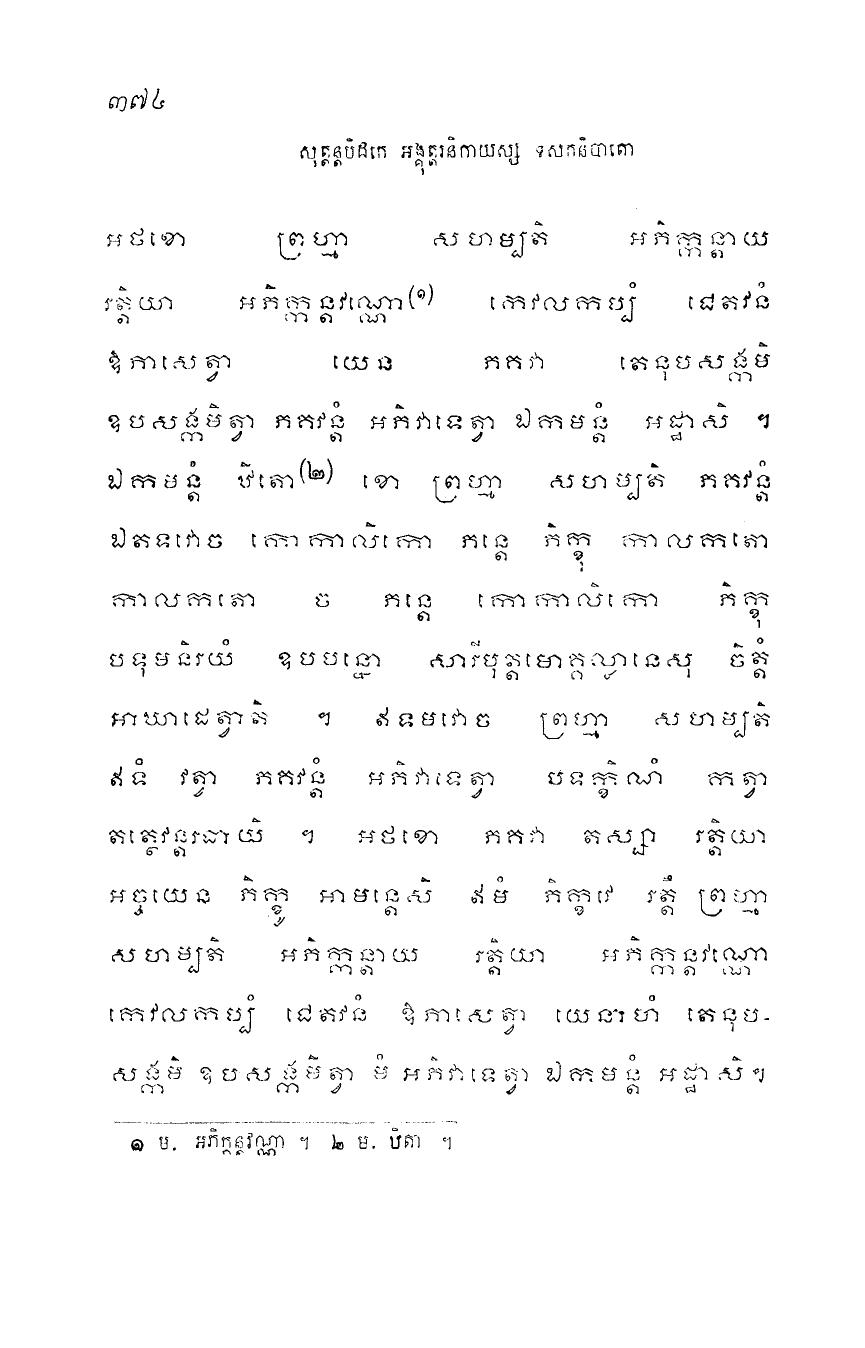 ៣៧៤
សុត្តន្តបិដកេ អង្គុត្តរនិកាយស្ស ទសកនិបាតោ
អថខោ ព្រហ្មា សហម្បតិ អភិក្កន្តាយ
រត្តិយា អភិក្កន្តវណ្ណោ(១) កេវលកប្បំ ជេតវនំ
ឱភាសេត្វា យេន ភគវា តេនុបសង្កមិ
ឧបសង្កមិត្វា ភគវន្តំ អភិវាទេត្វា ឯកមន្តំ អដ្ឋាសិ ។
ឯកមន្តំ ឋិតោ(២) ខោ ព្រហ្មា សហម្បតិ ភគវន្តំ
ឯតទវោច កោកាលិកោ ភន្តេ ភិក្ខុ កាលកតោ
កាលកតោ ច ភន្តេ កោកាលិកោ ភិក្ខុ
បទុមនិរយំ ឧបបន្នោ សារីបុត្តមោគ្គល្លានេសុ ចិត្តំ
អាឃាដេត្វាតិ ។ ឥទមវោច ព្រហ្មា សហម្បតិ
ឥទំ វត្វា ភគវន្តំ អភិវាទេត្វា បទក្ខិណំ កត្វា
តត្ថេវន្តរធាយិ ។ អថខោ ភគវា តស្សា រត្តិយា
អច្ចយេន ភិក្ខូ អាមន្តេសិ ឥមំ ភិក្ខវេ រត្តឹ ព្រហ្មា
សហម្បតិ អភិក្កន្តាយ រត្តិយា អភិក្កន្តវណ្ណោ
កេវលកប្បំ ជេតវនំ ឱភាសេត្វា យេនាហំ តេនុប-
សង្កមិ ឧបសង្កមិត្វា មំ អភិវាទេត្វា ឯកមន្តំ អដ្ឋាសិ។
១ ប. អភិក្កន្តវណ្ណា ។ ២ ម. ឋិតា ។